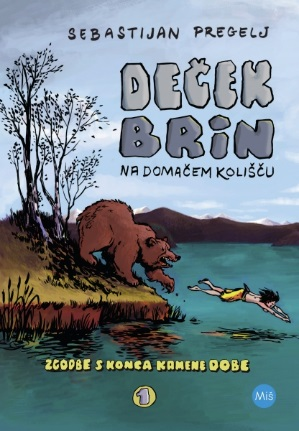 SEBASTIJAN PREGELJ
DEČEK
BRIN
NA DOMAČEM KOLIŠČU
ZGODBE S KONCA KAMENE DOBE
1
Miš